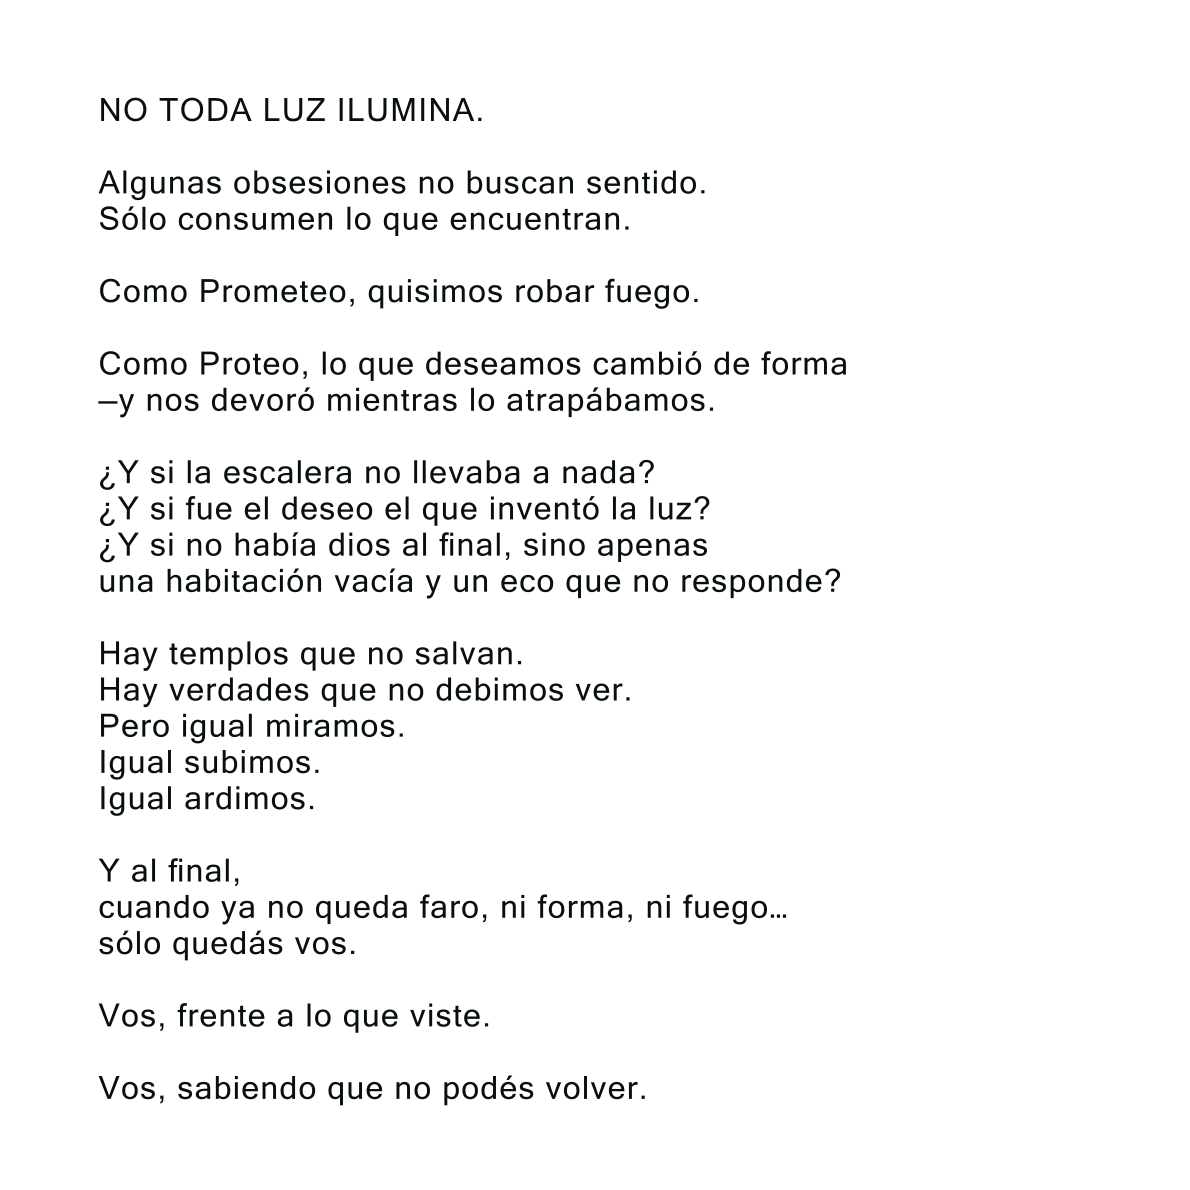 NO TODA LUZ ILUMINA.
Algunas obsesiones no buscan sentido.
Sólo consumen lo que encuentran.
Como Prometeo, quisimos robar fuego.
Como Proteo, lo que deseamos cambió de forma
—y nos devoró mientras lo atrapábamos.
¿Y si la escalera no llevaba a nada?
¿Y si fue el deseo el que inventó la luz?
¿Y si no había dios al final, sino apenas
una habitación vacía y un eco que no responde?
Hay templos que no salvan.
Hay verdades que no debimos ver.
Pero igual miramos.
Igual subimos.
Igual ardimos.
Y al final,
cuando ya no queda faro, ni forma, ni fuego…
sólo quedás vos.
Vos, frente a lo que viste.
Vos, sabiendo que no podés volver.